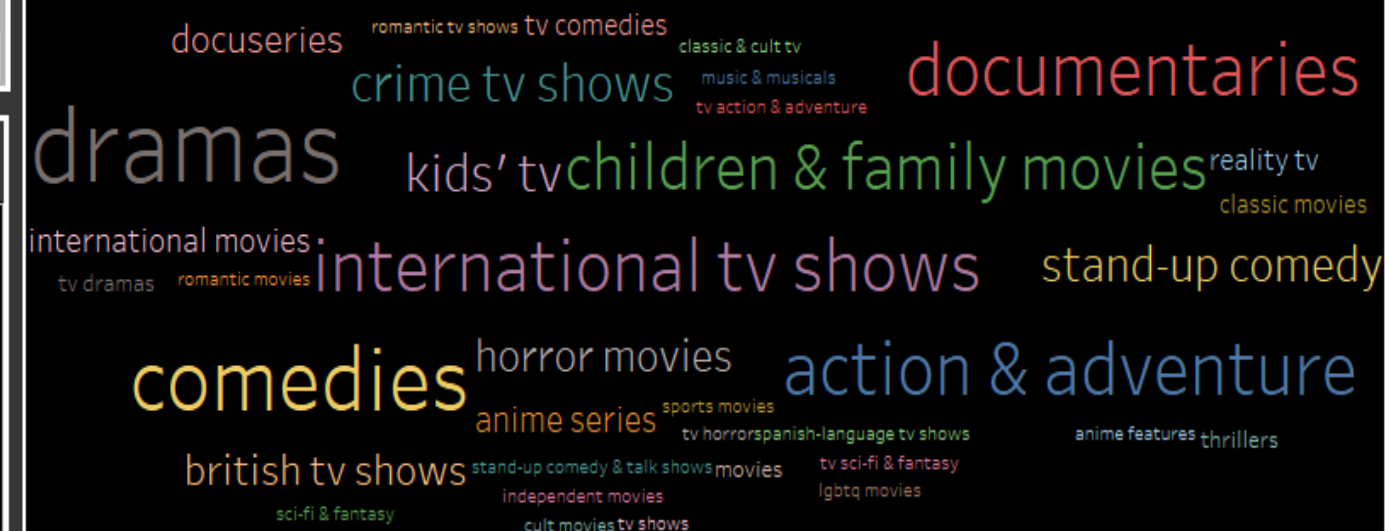 docuseries
romantic tv shows
tv comedies
classic & cult tv
crime tv shows
music & musicals
tv action & adventure
documentaries
dramas
kids' tv
children & family movies
reality tv
classic movies
international movies
tv dramas
romantic movies
international tv shows
stand-up comedy
comedies
horror movies
action & adventure
anime series
sports movies
tv horror
spanish-language tv shows
anime features
thrillers
british tv shows
stand-up comedy & talk shows
movies
tv sci-fi & fantasy
independent movies
lgbtq movies
sci-fi & fantasy
cult movies
tv shows